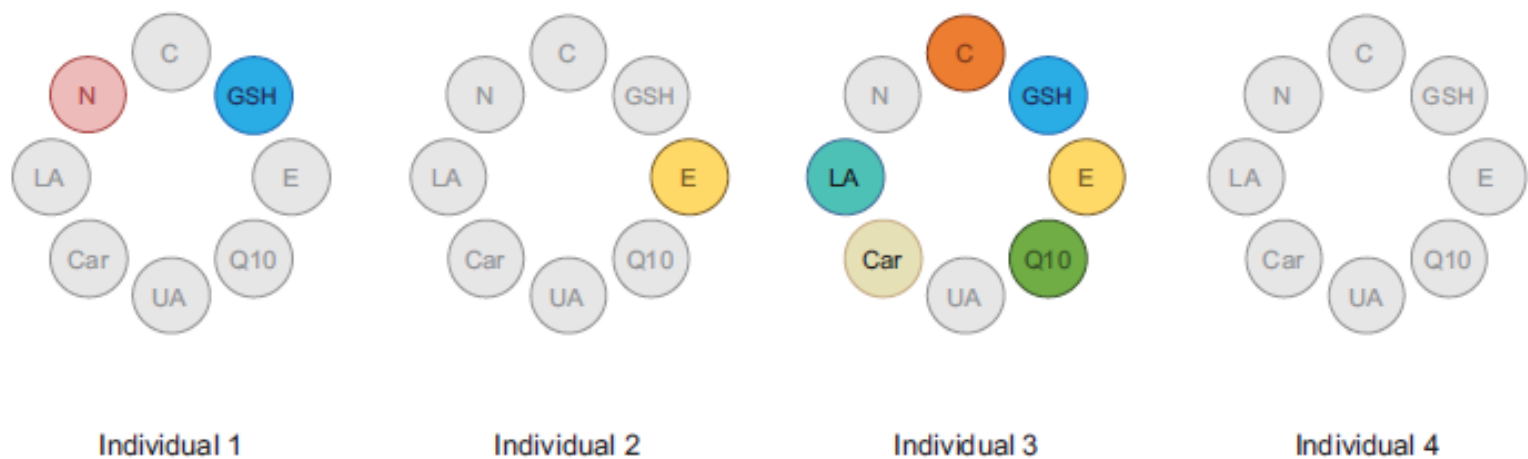 C
N
GSH
LA
E
Car
Q10
UA
Individual 1
C
N
GSH
LA
E
Car
Q10
UA
Individual 2
C
N
GSH
LA
E
Car
Q10
UA
Individual 3
C
N
GSH
LA
E
Car
Q10
UA
Individual 4